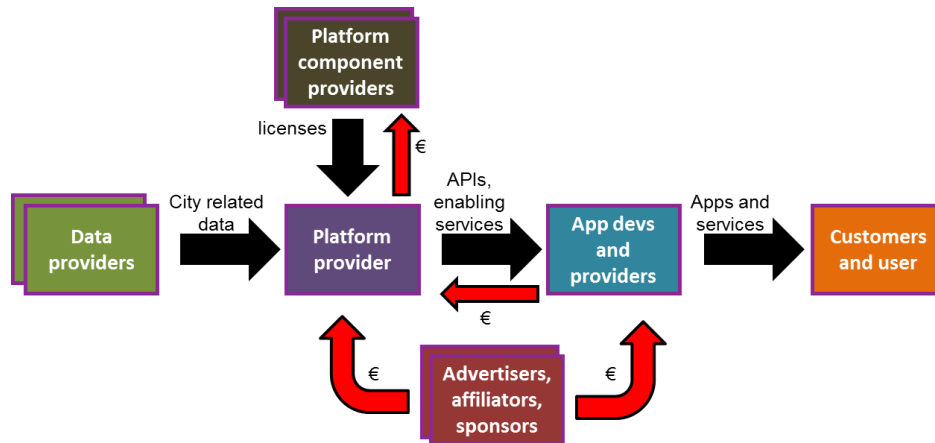 Platform
component
providers
licenses
€
City related
data
APIs,
enabling
services
Apps and
services
Data
providers
Platform
provider
App devs
and
providers
Customers
and user
€
€
Advertisers,
affiliators,
sponsors
€